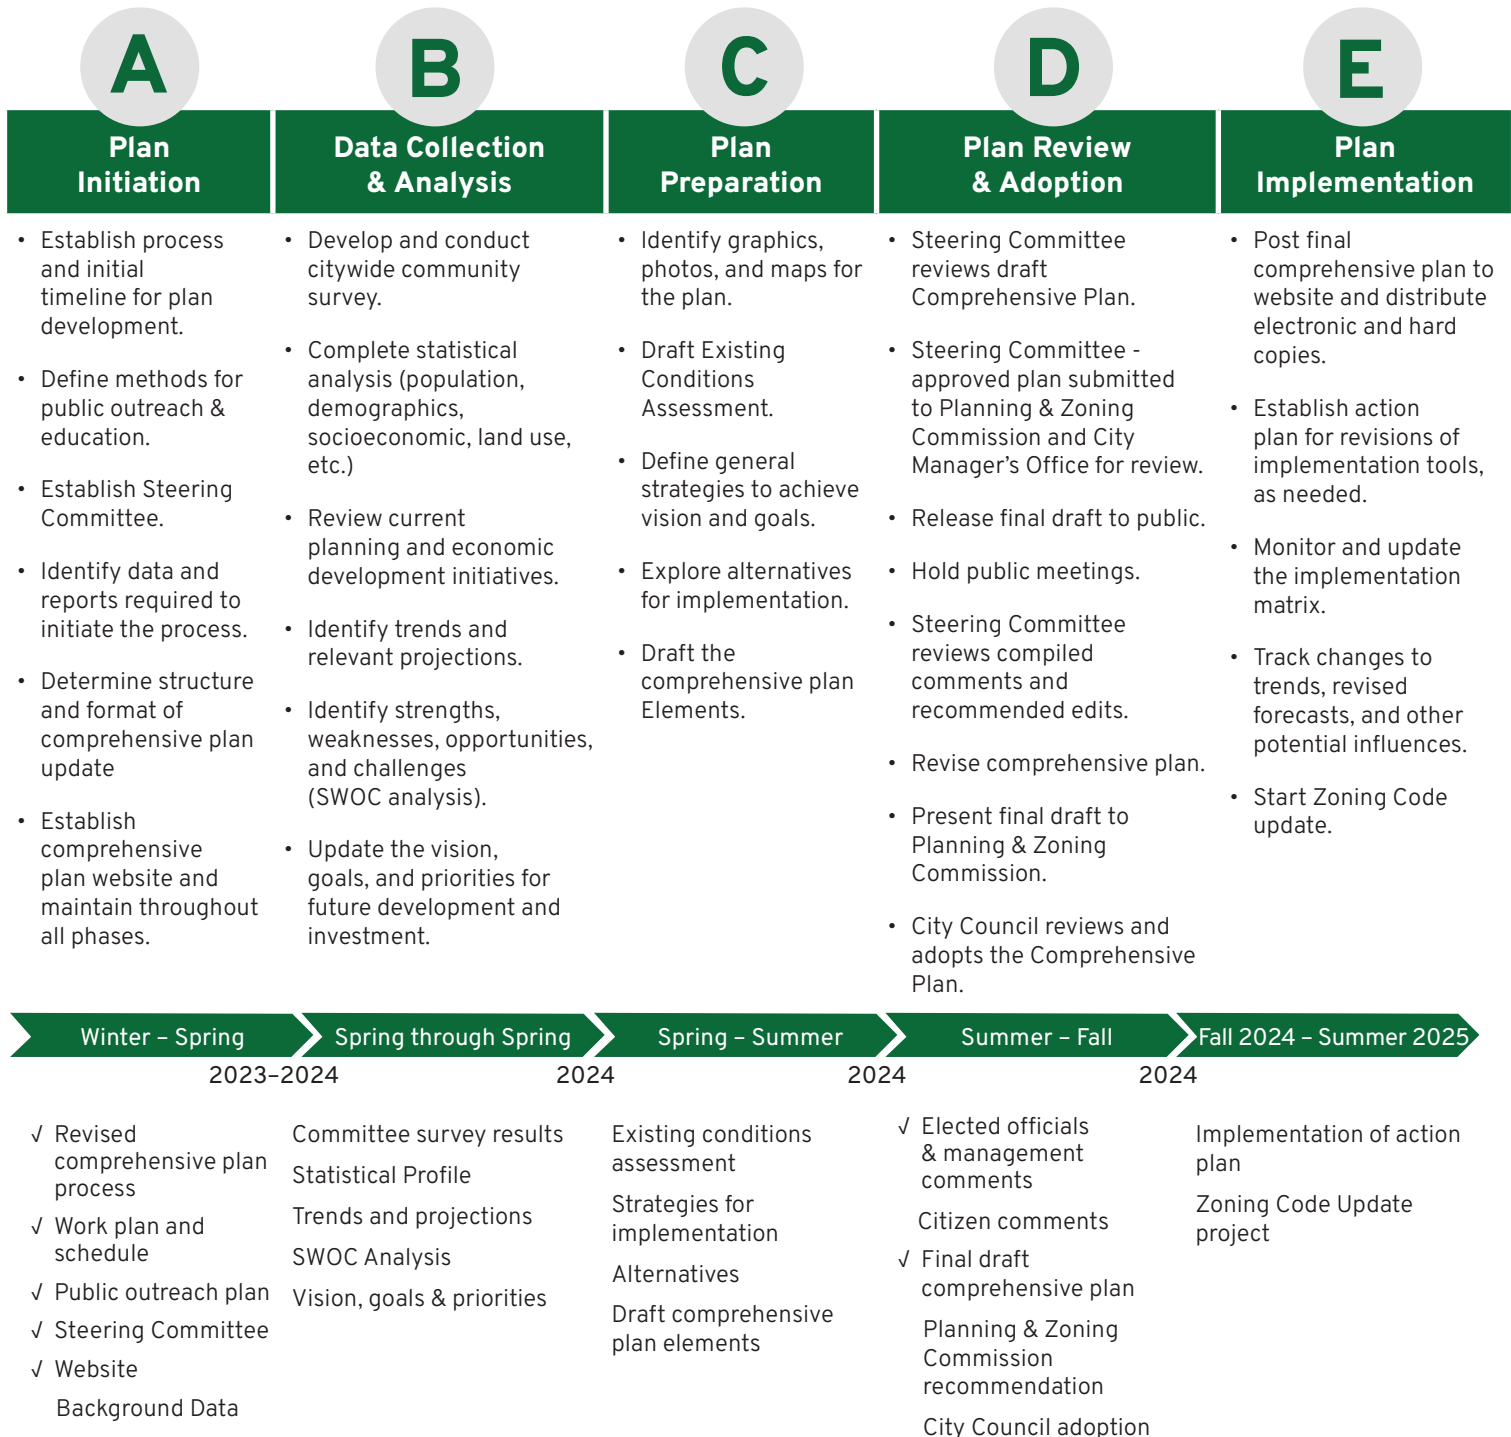 A
Plan
Initiation
• Establish process
and initial
timeline for plan
development.
• Define methods for
public outreach &
education.
• Establish Steering
Committee.
• Identify data and
reports required to
initiate the process.
• Determine structure
and format of
comprehensive plan
update
• Establish
comprehensive
plan website and
maintain throughout
all phases.
B
Data Collection
& Analysis
• Develop and conduct
citywide community
survey.
• Complete statistical
analysis (population,
demographics,
socioeconomic, land use,
etc.)
• Review current
planning and economic
development initiatives.
• Identify trends and
relevant projections.
• Identify strengths,
weaknesses, opportunities,
and challenges
(SWOC analysis).
• Update the vision,
goals, and priorities for
future development and
investment.
C
Plan
Preparation
• Identify graphics,
photos, and maps for
the plan.
• Draft Existing
Conditions
Assessment.
• Define general
strategies to achieve
vision and goals.
• Explore alternatives
for implementation.
• Draft the
comprehensive plan
Elements.
D
Plan Review
& Adoption
• Steering Committee
reviews draft
Comprehensive Plan.
• Steering Committee -
approved plan submitted
to Planning & Zoning
Commission and City
Manager’s Office for review.
• Release final draft to public.
• Hold public meetings.
• Steering Committee
reviews compiled
comments and
recommended edits.
• Revise comprehensive plan.
• Present final draft to
Planning & Zoning
Commission.
• City Council reviews and
adopts the Comprehensive
Plan.
E
Plan
Implementation
• Post final
comprehensive plan to
website and distribute
electronic and hard
copies.
• Establish action
plan for revisions of
implementation tools,
as needed.
• Monitor and update
the implementation
matrix.
• Track changes to
trends, revised
forecasts, and other
potential influences.
• Start Zoning Code
update.
Winter – Spring
Spring through Spring
Spring – Summer
Summer – Fall
Fall 2024 – Summer 2025
2023–2024
2024
2024
2024
√ Revised
comprehensive plan
process
√ Work plan and
schedule
√ Public outreach plan
√ Steering Committee
√ Website
Background Data
Committee survey results
Statistical Profile
Trends and projections
SWOC Analysis
Vision, goals & priorities
Existing conditions
assessment
Strategies for
implementation
Alternatives
Draft comprehensive
plan elements
√ Elected officials
& management
comments
Citizen comments
√ Final draft
comprehensive plan
Planning & Zoning
Commission
recommendation
City Council adoption
Implementation of action
plan
Zoning Code Update
project